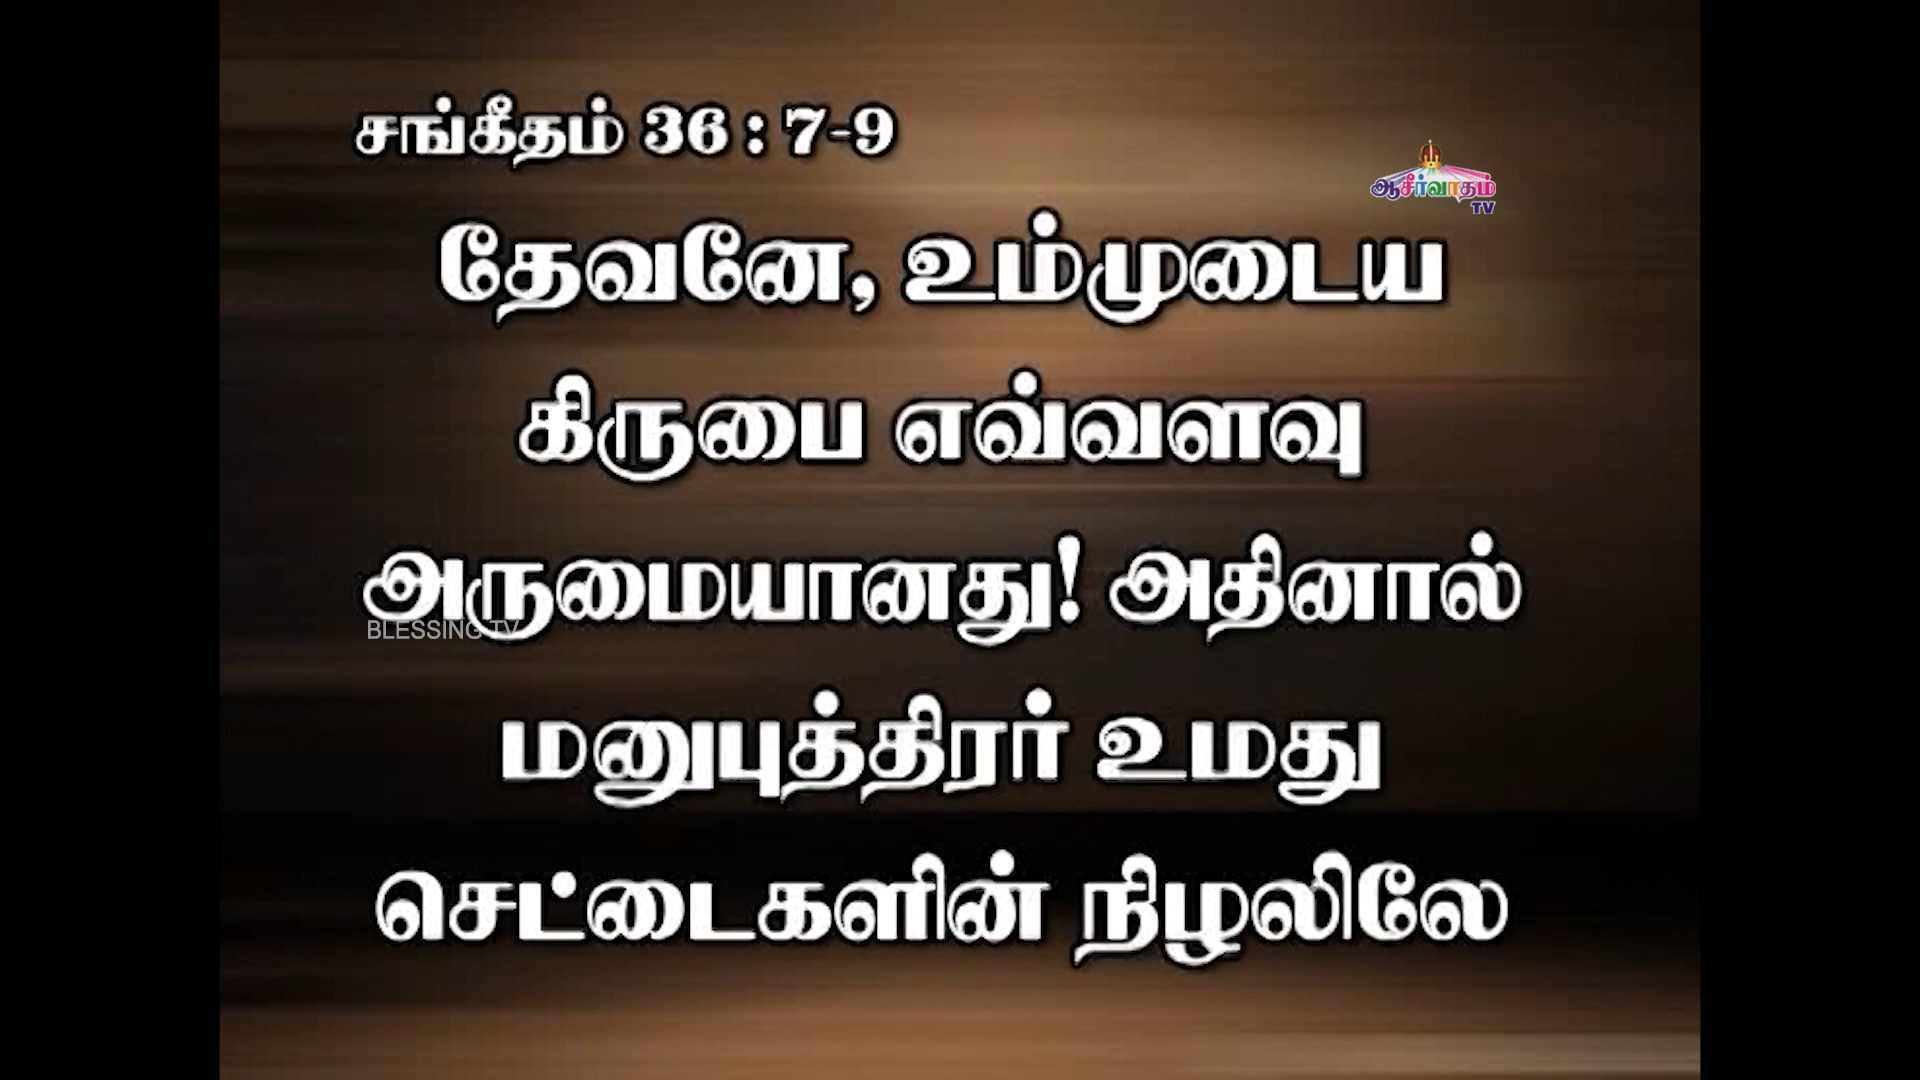 சங்கீதம் 36 : 7-9
ஆசீர்வாதம்
TV
தேவனே, உம்முடைய
கிருபை எவ்வளவு
அருமையானது! அதினால்
BLESSING TV
மனுபுத்திரர் உமது
செட்டைகளின் நிழலிலே